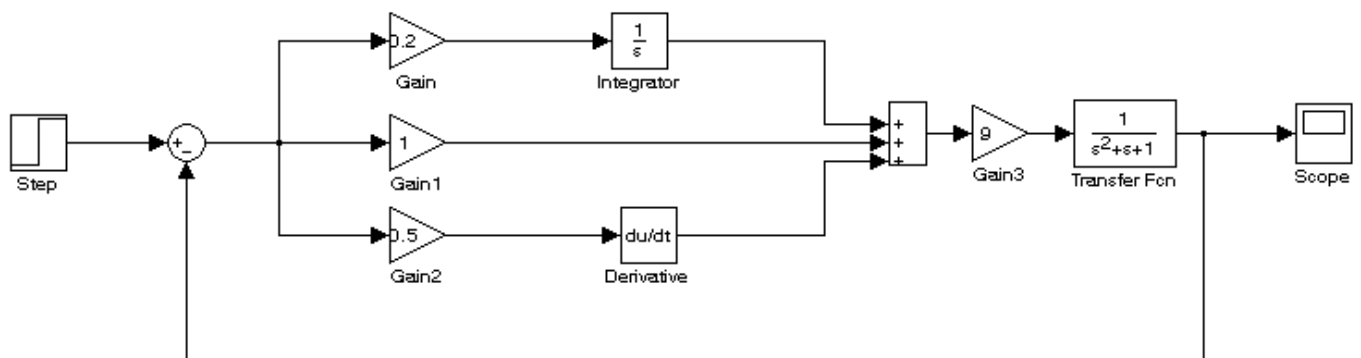 0.2
Gain
1
s
Integrator
Step
+
−
1
Gain1
+
+
+
9
Gain3
1
s²+s+1
Transfer Fcn
Scope
0.5
Gain2
du/dt
Derivative